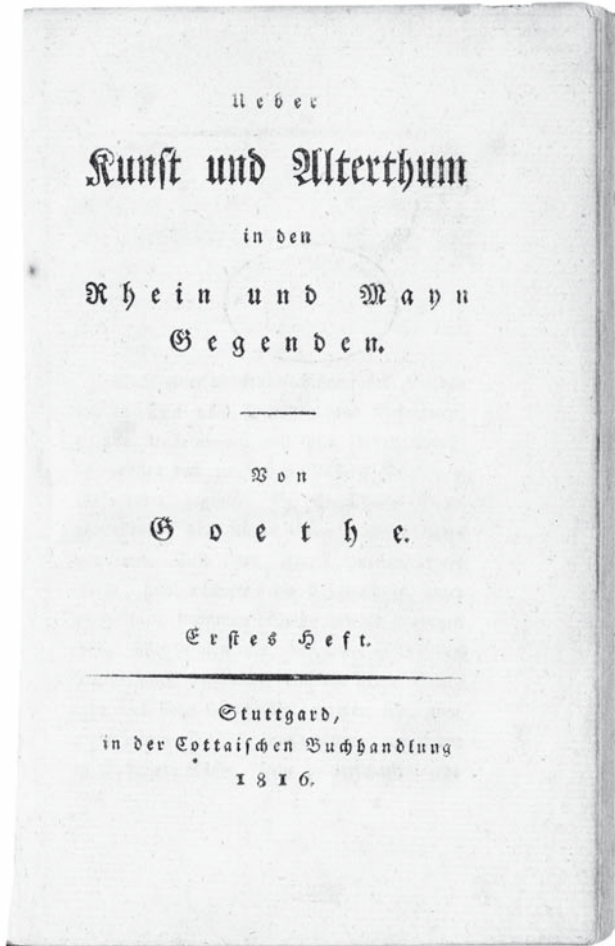 Ueber
Kunst und Alterthum
in den
Rhein und Mayn
Gegenden.
Von
Goethe.
Erstes Heft.
Stuttgard,
in der Cottaischen Buchhandlung
1816.